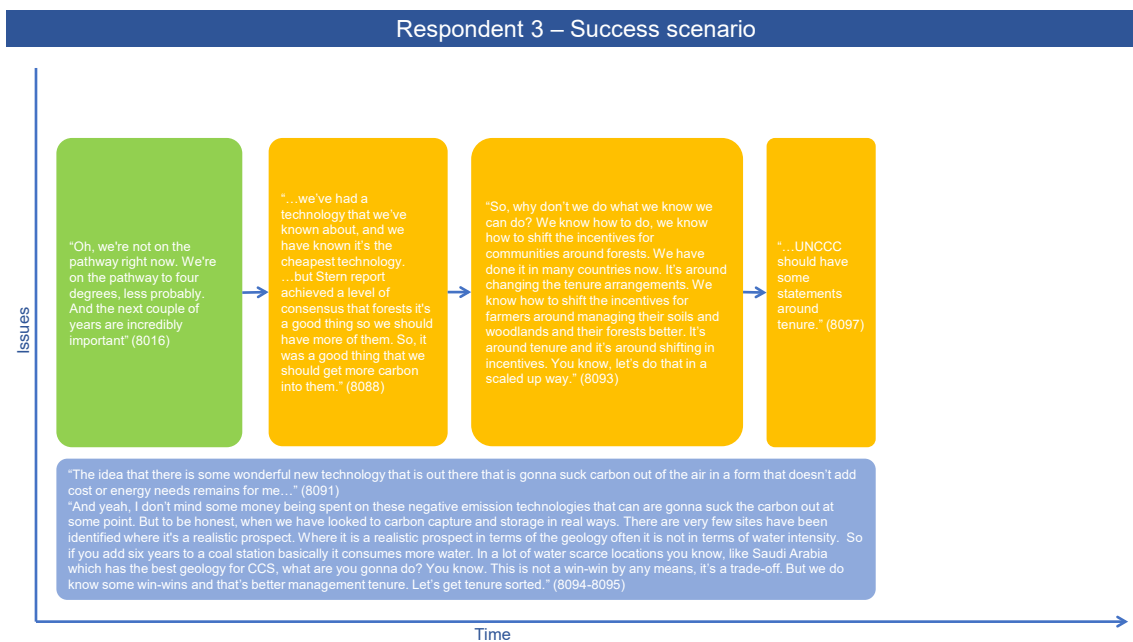 Respondent 3 – Success scenario
Issues
“Oh, we're not on the
pathway right now. We're
on the pathway to four
degrees, less probably.
And the next couple of
years are incredibly
important” (8016)
“…we’ve had a
technology that we’ve
known about, and we
have known it’s the
cheapest technology.
…but Stern report
achieved a level of
consensus that forests it's
a good thing so we should
have more of them. So, it
was a good thing that we
should get more carbon
into them.” (8088)
“So, why don’t we do what we know we
can do? We know how to do, we know
how to shift the incentives for
communities around forests. We have
done it in many countries now. It’s around
changing the tenure arrangements. We
know how to shift the incentives for
farmers around managing their soils and
woodlands and their forests better. It’s
around tenure and it’s around shifting in
incentives. You know, let’s do that in a
scaled up way.” (8093)
“…UNCCC
should have
some
statements
around
tenure.” (8097)
“The idea that there is some wonderful new technology that is out there that is gonna suck carbon out of the air in a form that doesn’t add
cost or energy needs remains for me…” (8091)
“And yeah, I don’t mind some money being spent on these negative emission technologies that can are gonna suck the carbon out at
some point. But to be honest, when we have looked to carbon capture and storage in real ways. There are very few sites have been
identified where it's a realistic prospect. Where it is a realistic prospect in terms of the geology often it is not in terms of water intensity. So
if you add six years to a coal station basically it consumes more water. In a lot of water scarce locations you know, like Saudi Arabia
which has the best geology for CCS, what are you gonna do? You know. This is not a win-win by any means, it’s a trade-off. But we do
know some win-wins and that’s better management tenure. Let’s get tenure sorted.” (8094-8095)
Time